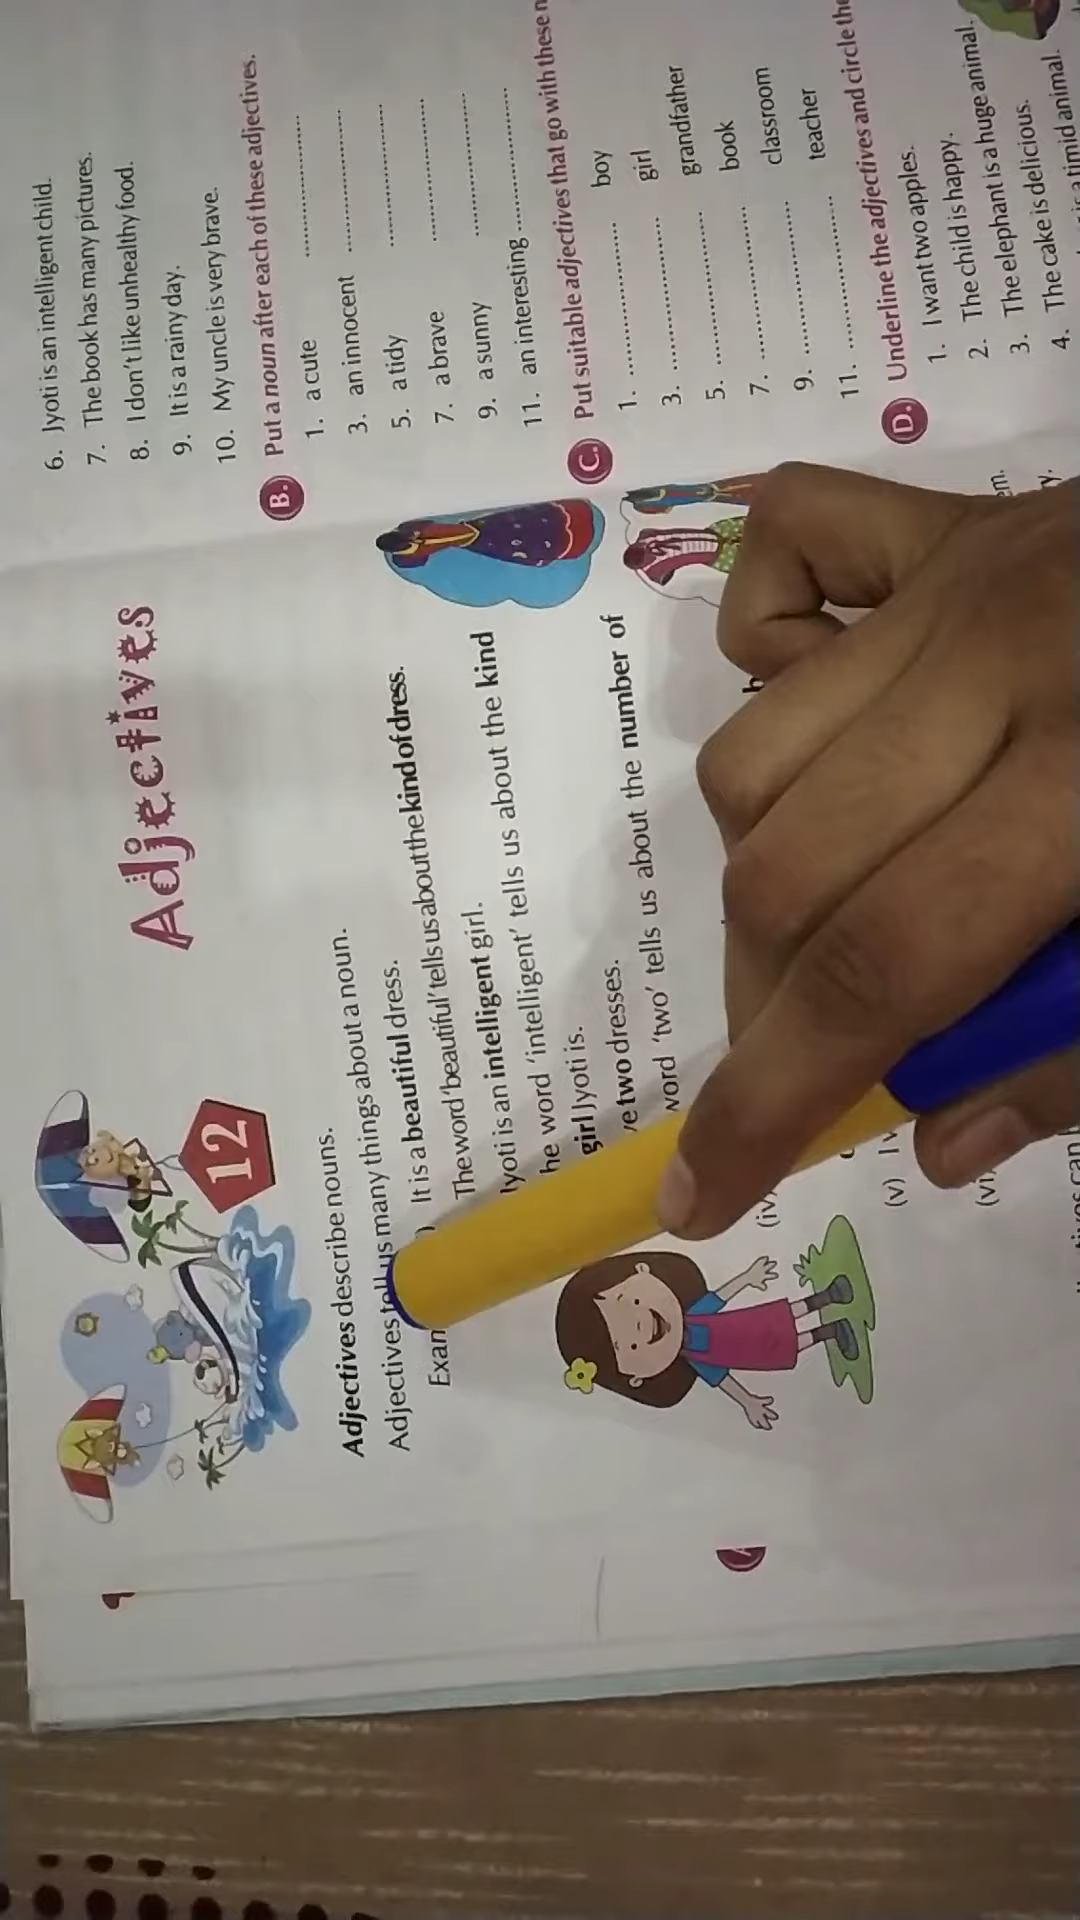 12
Adjectives
Adjectives describe nouns.
Adjectives tell us many things about a noun.
It is a beautiful dress.
The word 'beautiful' tells us about the kind of dress.
Jyoti is an intelligent girl.
he word 'intelligent' tells us about the kind
girl Jyoti is.
two dresses.
word 'two' tells us about the number of
(iv)
(v) I
(vi)
6. Jyoti is an intelligent child.
7. The book has many pictures.
8. I don't like unhealthy food.
9. It is a rainy day.
10. My uncle is very brave.
B. Put a noun after each of these adjectives.
1. a cute ....................
3. an innocent ....................
5. a tidy ....................
7. a brave ....................
9. a sunny ....................
11. an interesting ....................
C. Put suitable adjectives that go with these
1. .................... boy
3. .................... girl
5. .................... grandfather
7. .................... book
9. .................... classroom
11. .................... teacher
D. Underline the adjectives and circle the
1. I want two apples.
2. The child is happy.
3. The elephant is a huge animal.
4. The cake is delicious.
a timid animal.